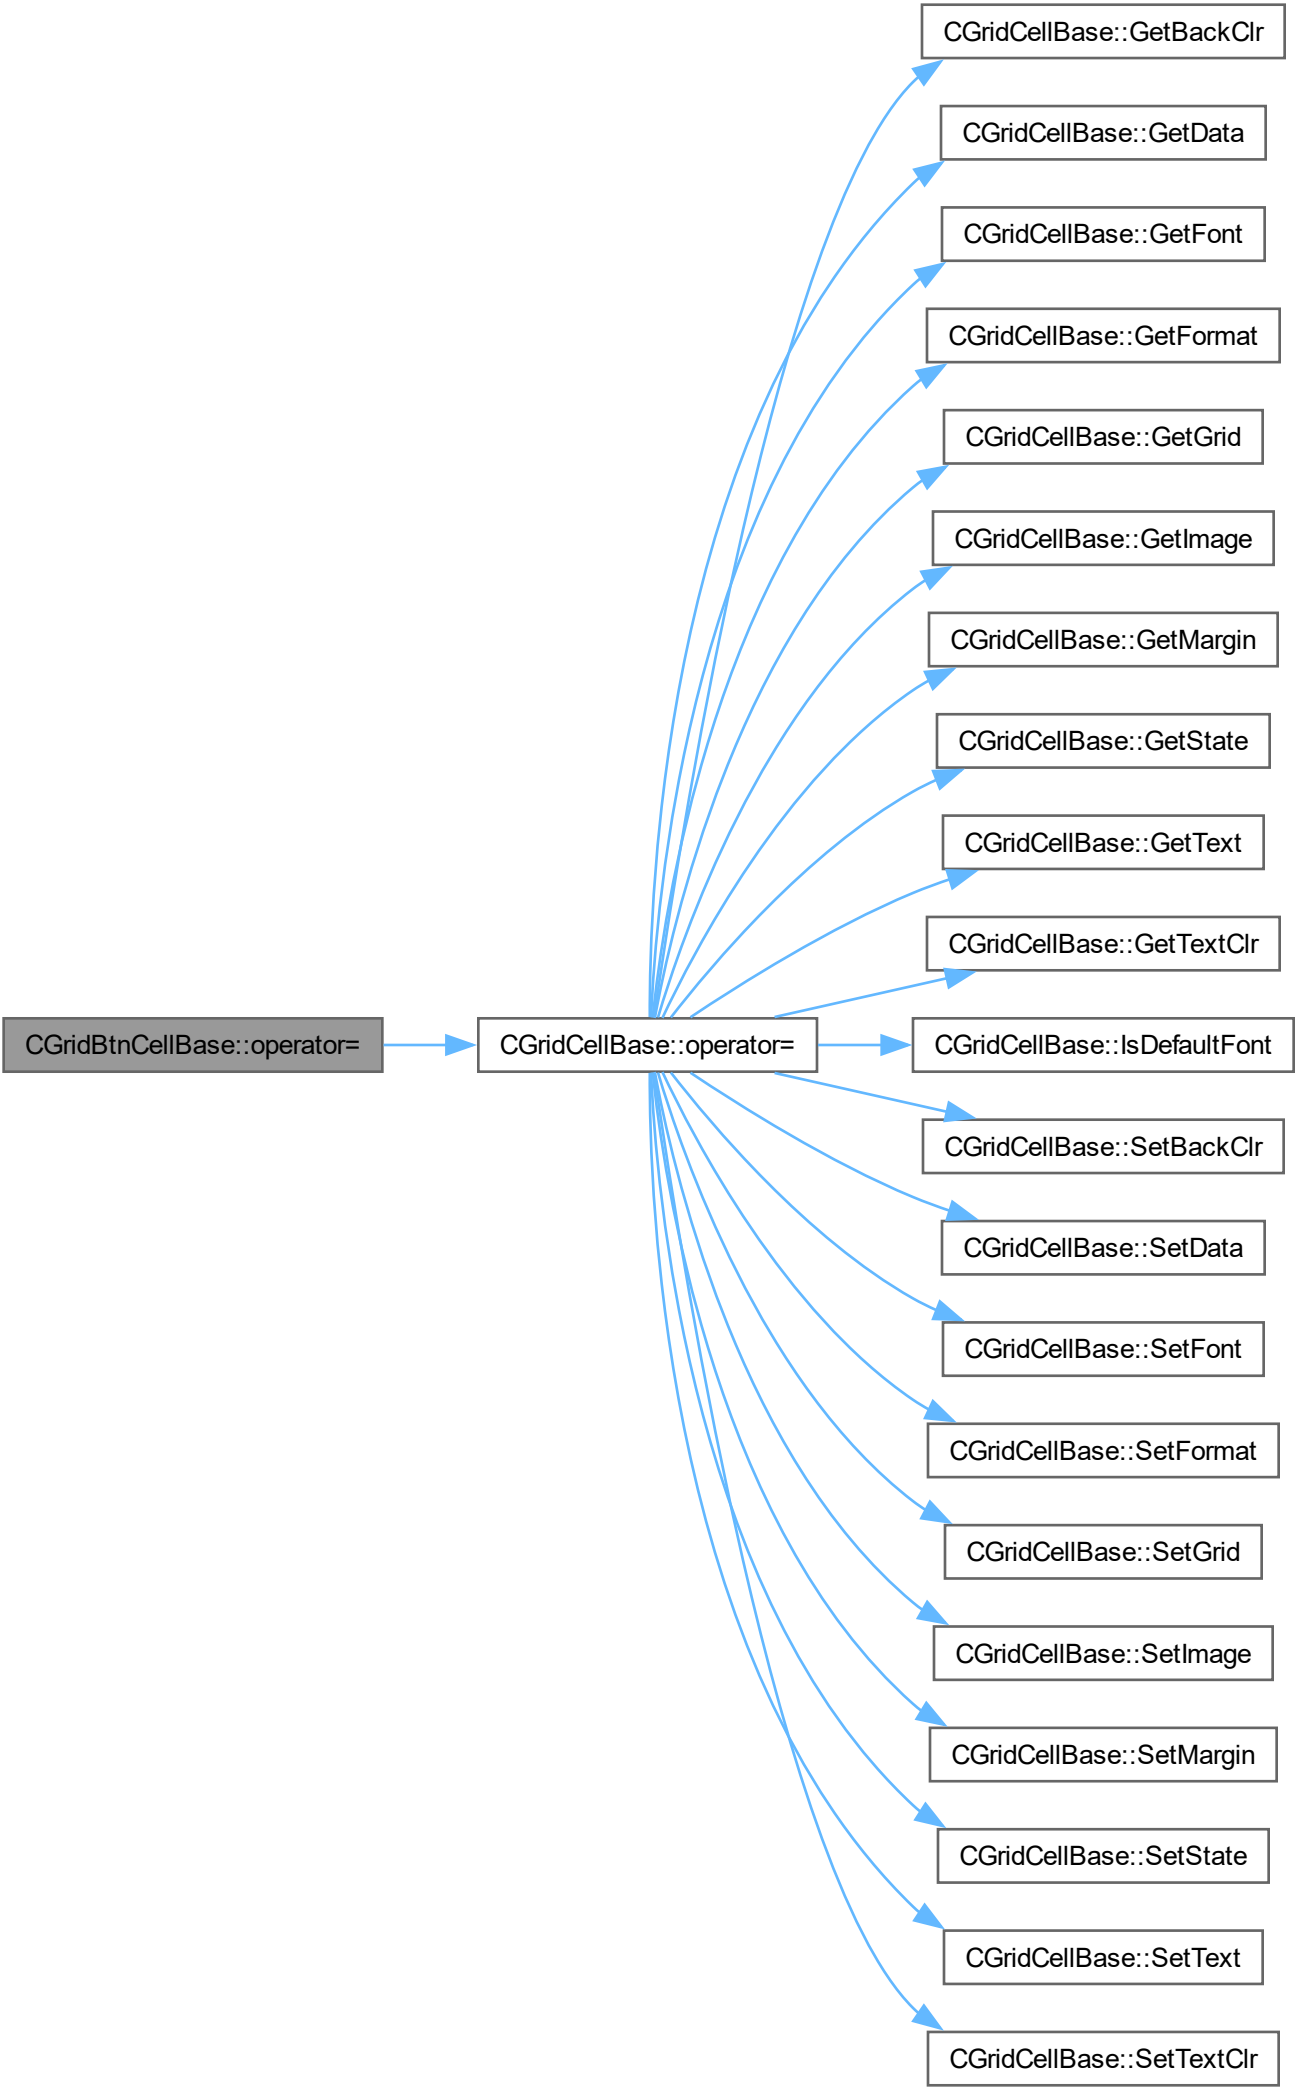 CGridCellBase::GetBackClr
CGridCellBase::GetData
CGridCellBase::GetFont
CGridCellBase::GetFormat
CGridCellBase::GetGrid
CGridCellBase::GetImage
CGridCellBase::GetMargin
CGridCellBase::GetState
CGridCellBase::GetText
CGridCellBase::GetTextClr
CGridBtnCellBase::operator=
CGridCellBase::operator=
CGridCellBase::IsDefaultFont
CGridCellBase::SetBackClr
CGridCellBase::SetData
CGridCellBase::SetFont
CGridCellBase::SetFormat
CGridCellBase::SetGrid
CGridCellBase::SetImage
CGridCellBase::SetMargin
CGridCellBase::SetState
CGridCellBase::SetText
CGridCellBase::SetTextClr